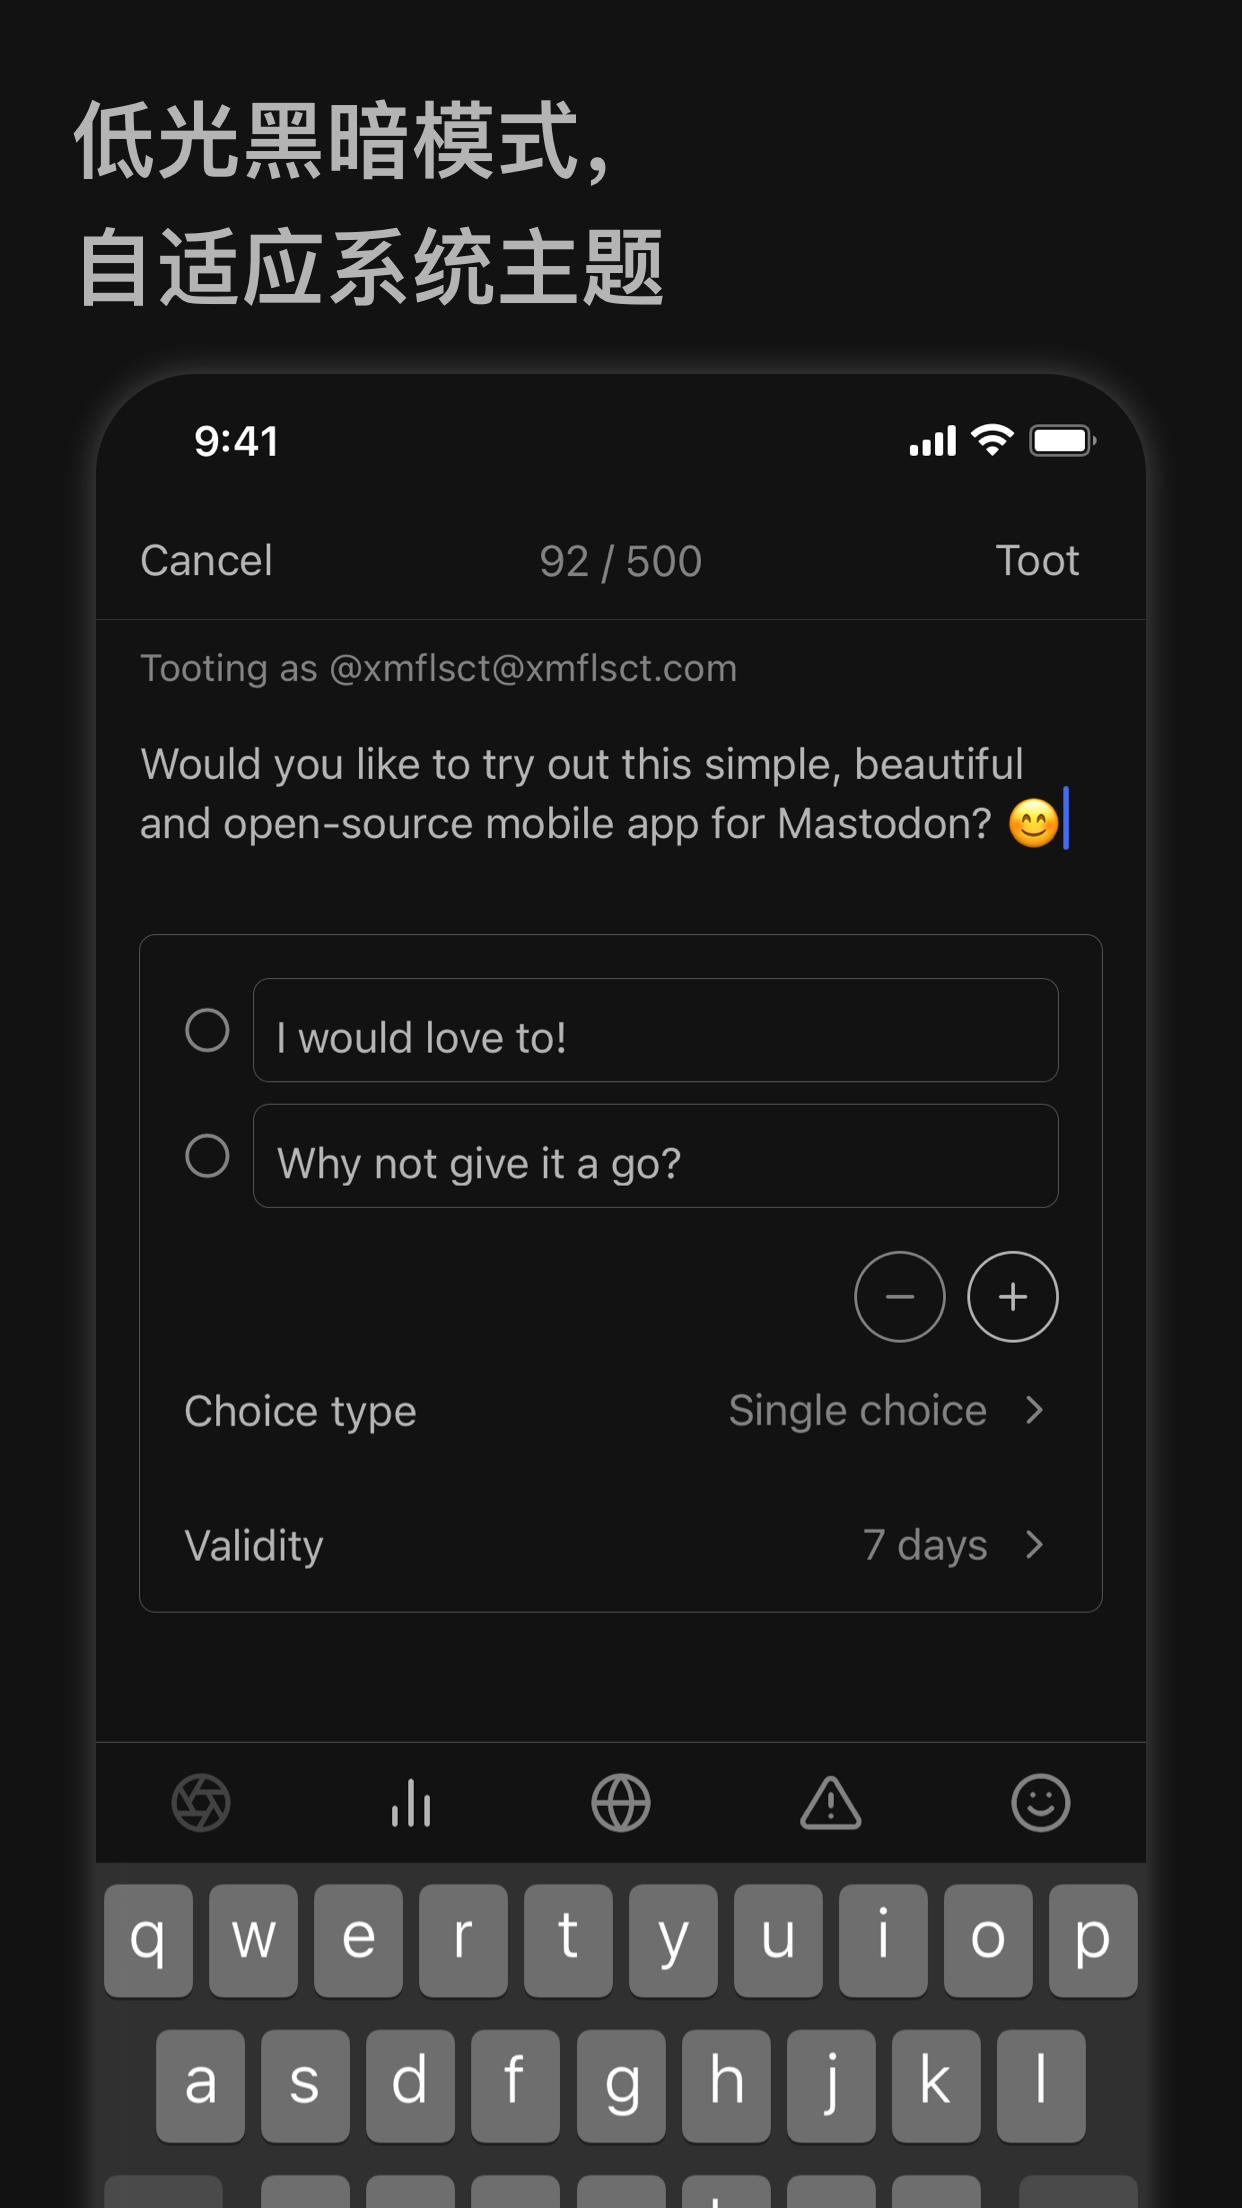 低光黑暗模式，
自适应系统主题
9:41
Cancel 92 / 500 Toot
Tooting as @xmflsct@xmflsct.com
Would you like to try out this simple, beautiful
and open-source mobile app for Mastodon? 😊
I would love to!
Why not give it a go?
Choice type Single choice
Validity 7 days
q w e r t y u i o p
a s d f g h j k l